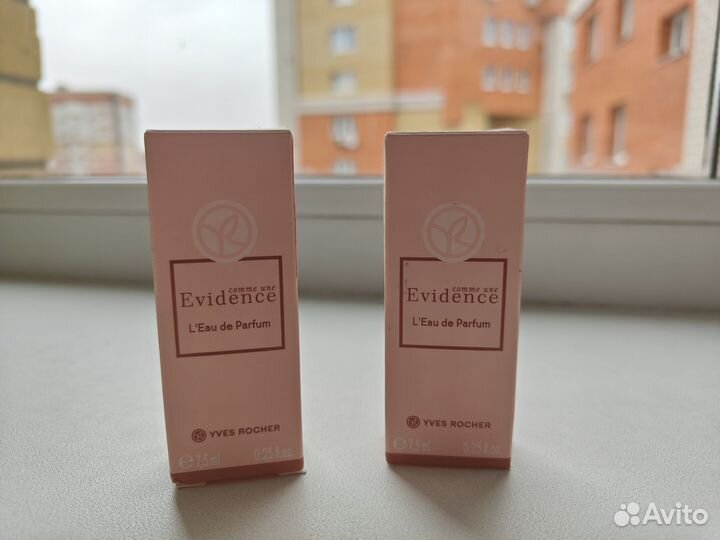 comme une
Evidence
L'Eau de Parfum
YVES ROCHER
e 7,5 ml 0.25 fl.oz.
comme une
Evidence
L'Eau de Parfum
YVES ROCHER
e 7,5 ml 0.25 fl.oz.
Avito